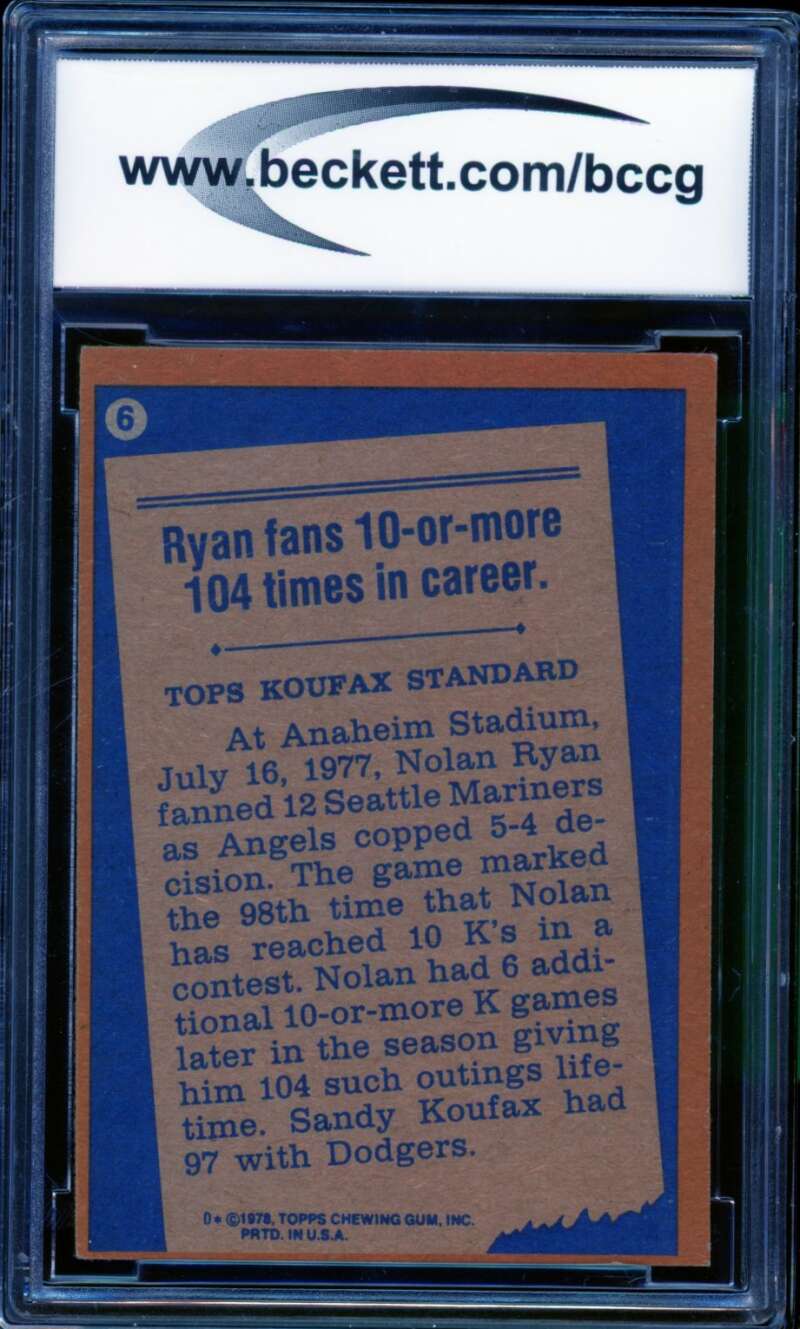 www.beckett.com/bccg
6
Ryan fans 10-or-more
104 times in career.
TOPS KOUFAX STANDARD
At Anaheim Stadium,
July 16, 1977, Nolan Ryan
fanned 12 Seattle Mariners
as Angels copped 5-4 de-
cision. The game marked
the 98th time that Nolan
has reached 10 K's in a
contest. Nolan had 6 addi-
tional 10-or-more K games
later in the season giving
him 104 such outings life-
time. Sandy Koufax had
97 with Dodgers.
D* ©1978, TOPPS CHEWING GUM, INC.
PRTD. IN U.S.A.